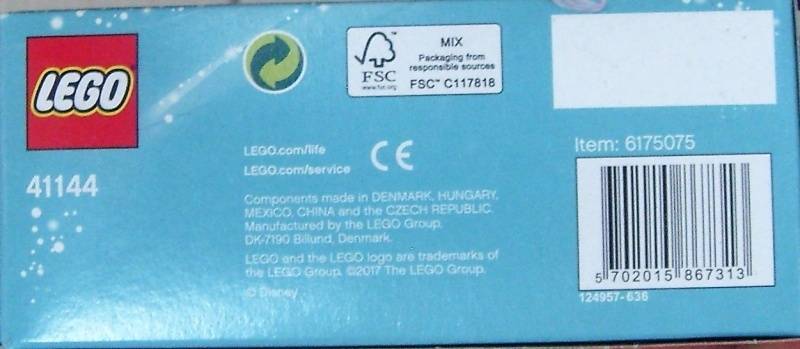 LEGO
41144
FSC
www.fsc.org
MIX
Packaging from
responsible sources
FSC™ C117818
LEGO.com/life
LEGO.com/service
CE
Components made in DENMARK, HUNGARY,
MEXICO, CHINA and the CZECH REPUBLIC.
Manufactured by the LEGO Group,
DK-7190 Billund, Denmark.
LEGO and the LEGO logo are trademarks of
the LEGO Group. ©2017 The LEGO Group.
© Disney
Item: 6175075
5 702015 867313
124957-636